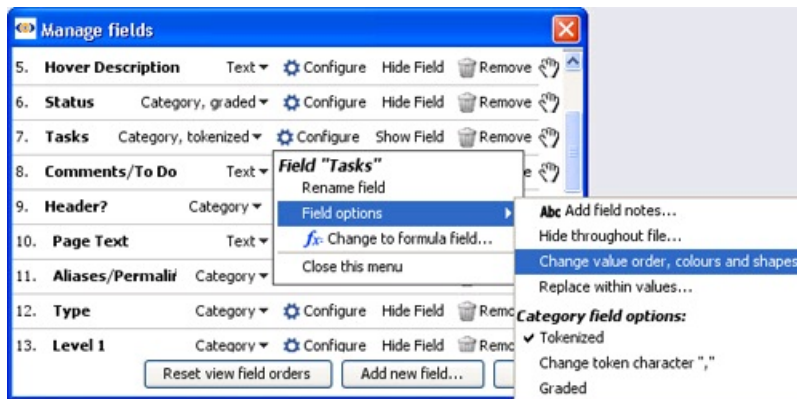 Manage fields
5. Hover Description Text Configure Hide Field Remove
6. Status Category, graded Configure Hide Field Remove
7. Tasks Category, tokenized Configure Show Field Remove
8. Comments/To Do Text e
Field "Tasks"
Rename field
9. Header? Category
Field options
Abc Add field notes...
10. Page Text Text
fx= Change to formula field...
Hide throughout file...
11. Aliases/Permalin Category
Close this menu
Change value order, colours and shapes
12. Type Category Configure Hide Field Remo
Replace within values...
Category field options:
13. Level 1 Category Configure Hide Field Remo
Tokenized
Reset view field orders Add new field...
Change token character ","
Graded